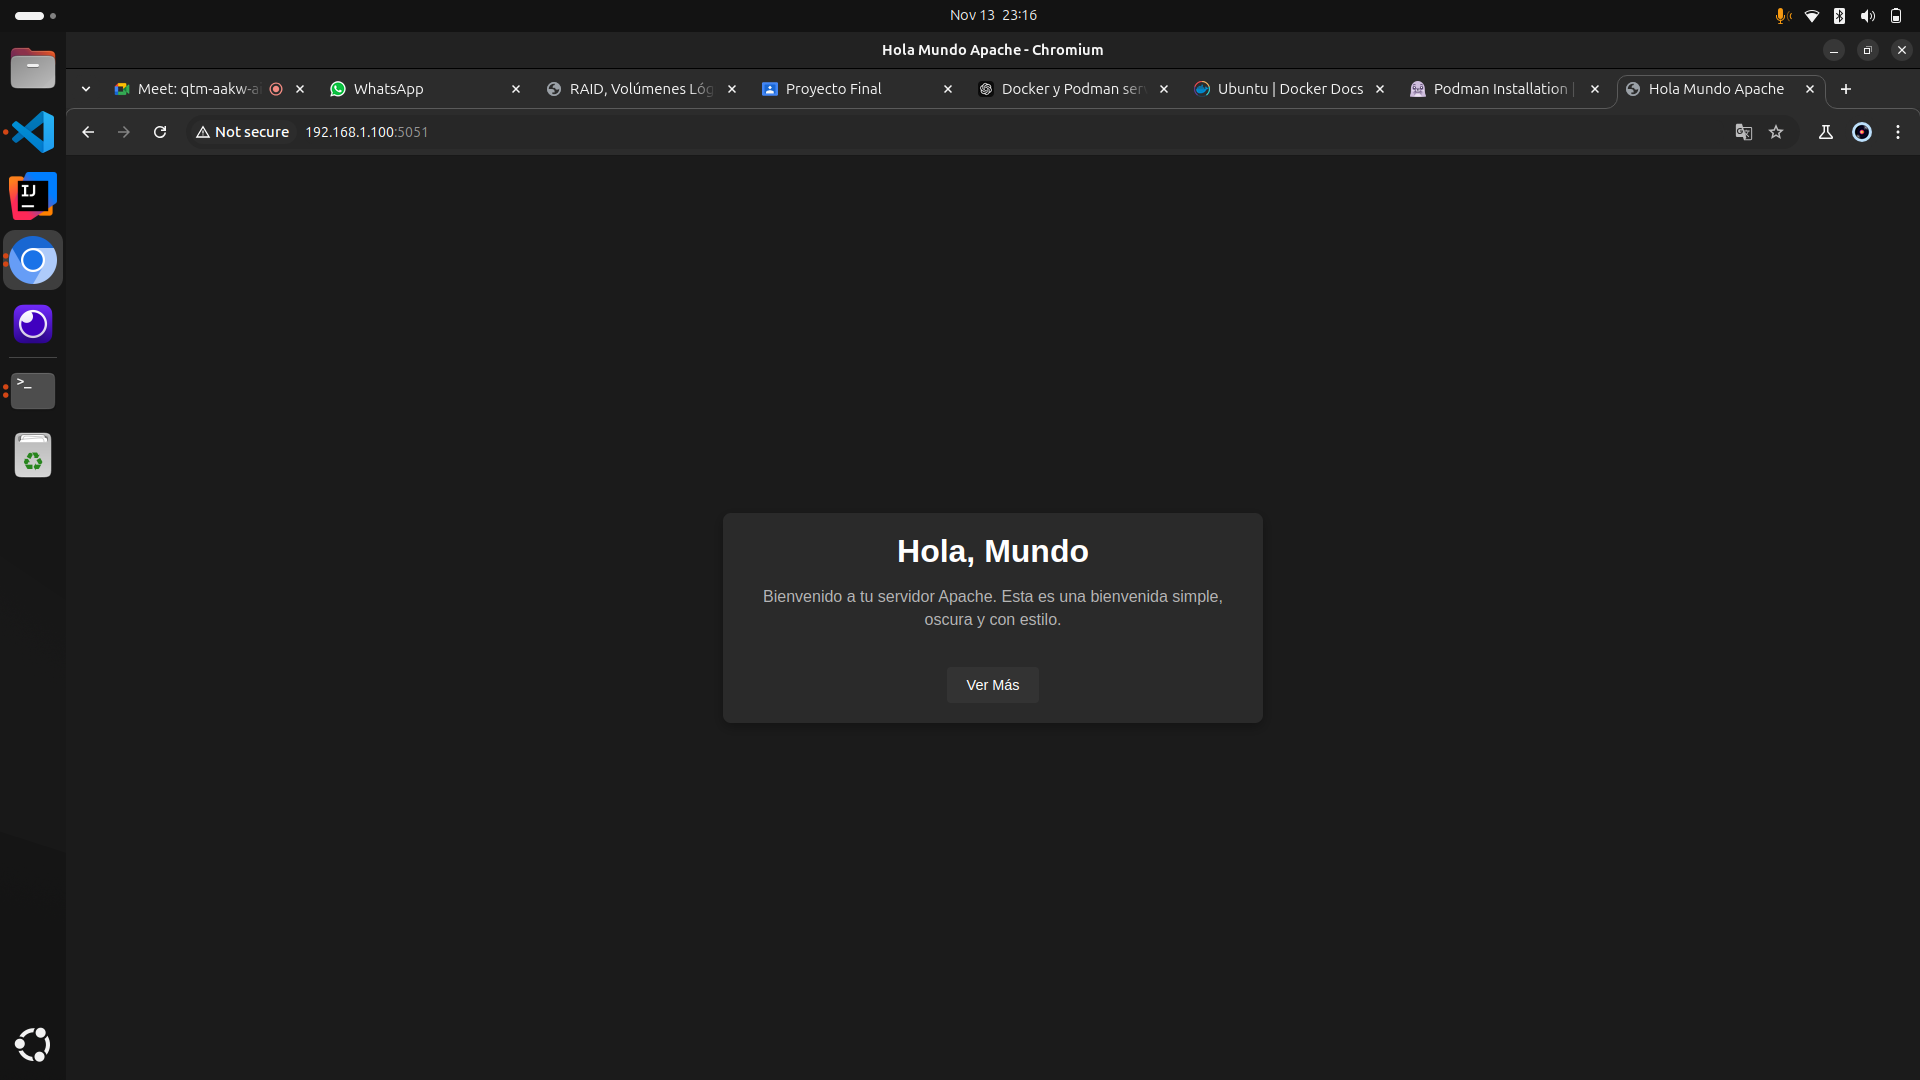 Nov 13 23:16
Hola Mundo Apache - Chromium
Meet: qtm-aakw-a
WhatsApp
RAID, Volúmenes Lóg
Proyecto Final
Docker y Podman ser
Ubuntu | Docker Docs
Podman Installation |
Hola Mundo Apache
Not secure
192.168.1.100:5051
IJ
>_
Hola, Mundo
Bienvenido a tu servidor Apache. Esta es una bienvenida simple,
oscura y con estilo.
Ver Más